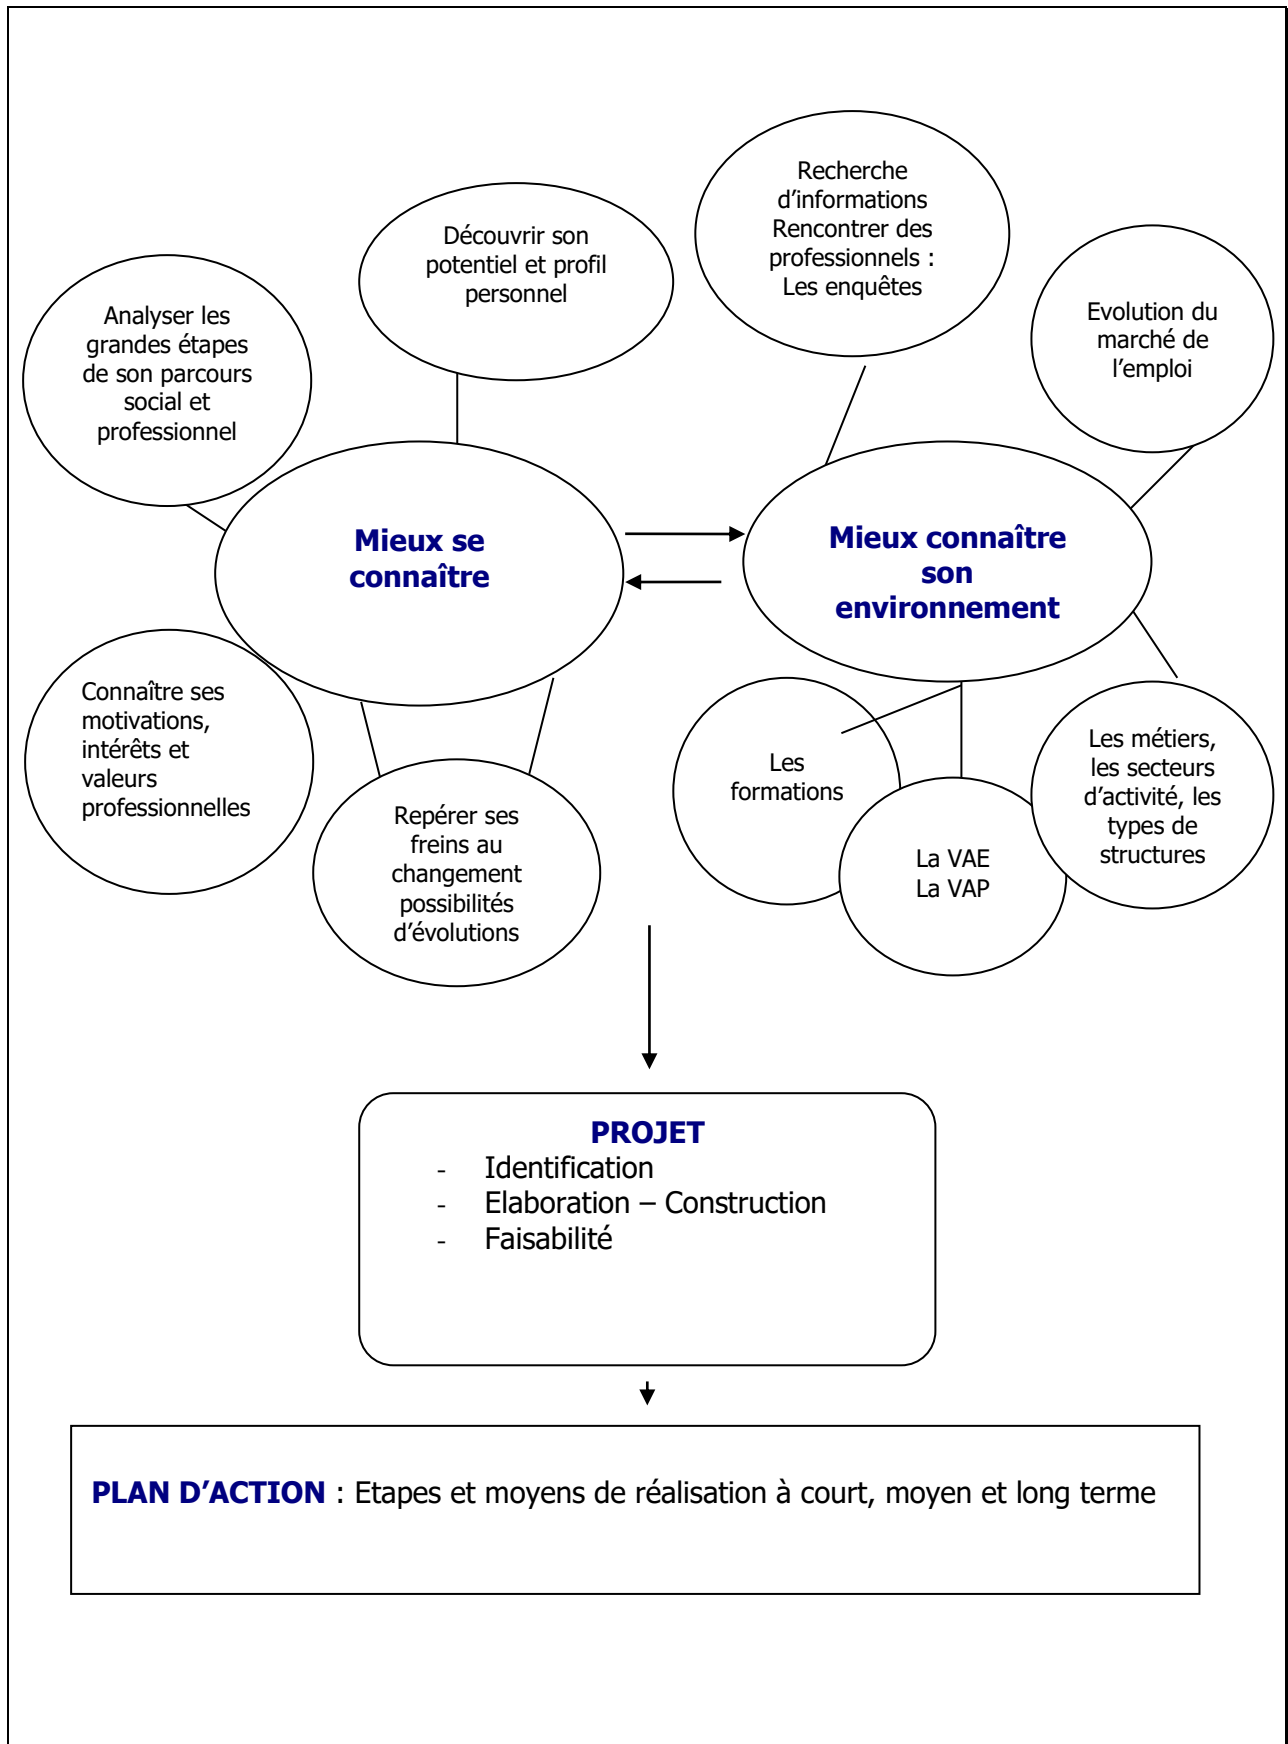 Recherche
d’informations
Rencontrer des
professionnels :
Les enquêtes
Découvrir son
potentiel et profil
personnel
Evolution du
marché de
l’emploi
Analyser les
grandes étapes
de son parcours
social et
professionnel
Mieux se
connaître
Mieux connaître
son
environnement
Connaître ses
motivations,
intérêts et
valeurs
professionnelles
Repérer ses
freins au
changement
possibilités
d’évolutions
Les
formations
La VAE
La VAP
Les métiers,
les secteurs
d’activité, les
types de
structures
PROJET
- Identification
- Elaboration – Construction
- Faisabilité
PLAN D’ACTION : Etapes et moyens de réalisation à court, moyen et long terme